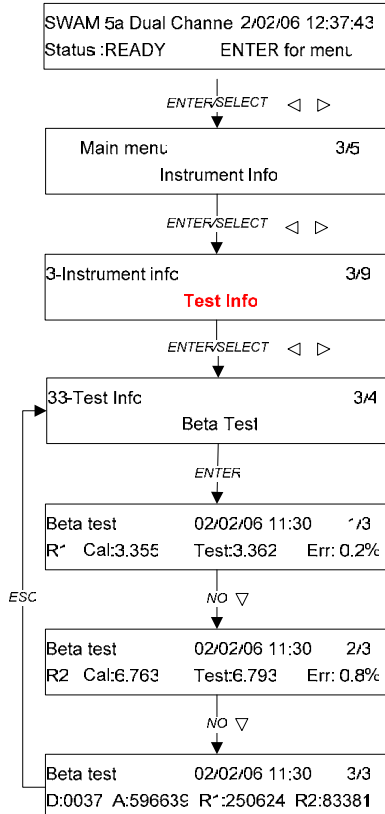 SWAM 5a Dual Channe 2/02/06 12:37:43
Status :READY ENTER for menu
ENTER/SELECT ◁ ▷
Main menu 3/5
Instrument Info
ENTER/SELECT ◁ ▷
3-Instrument info 3/9
Test Info
ENTER/SELECT ◁ ▷
33-Test Info 3/4
Beta Test
ENTER
Beta test 02/02/06 11:30 1/3
R1 Cal:3.355 Test:3.362 Err: 0.2%
ESC
NO ▽
Beta test 02/02/06 11:30 2/3
R2 Cal:6.763 Test:6.793 Err: 0.8%
NO ▽
Beta test 02/02/06 11:30 3/3
D:0037 A:596639 R1:250624 R2:83381